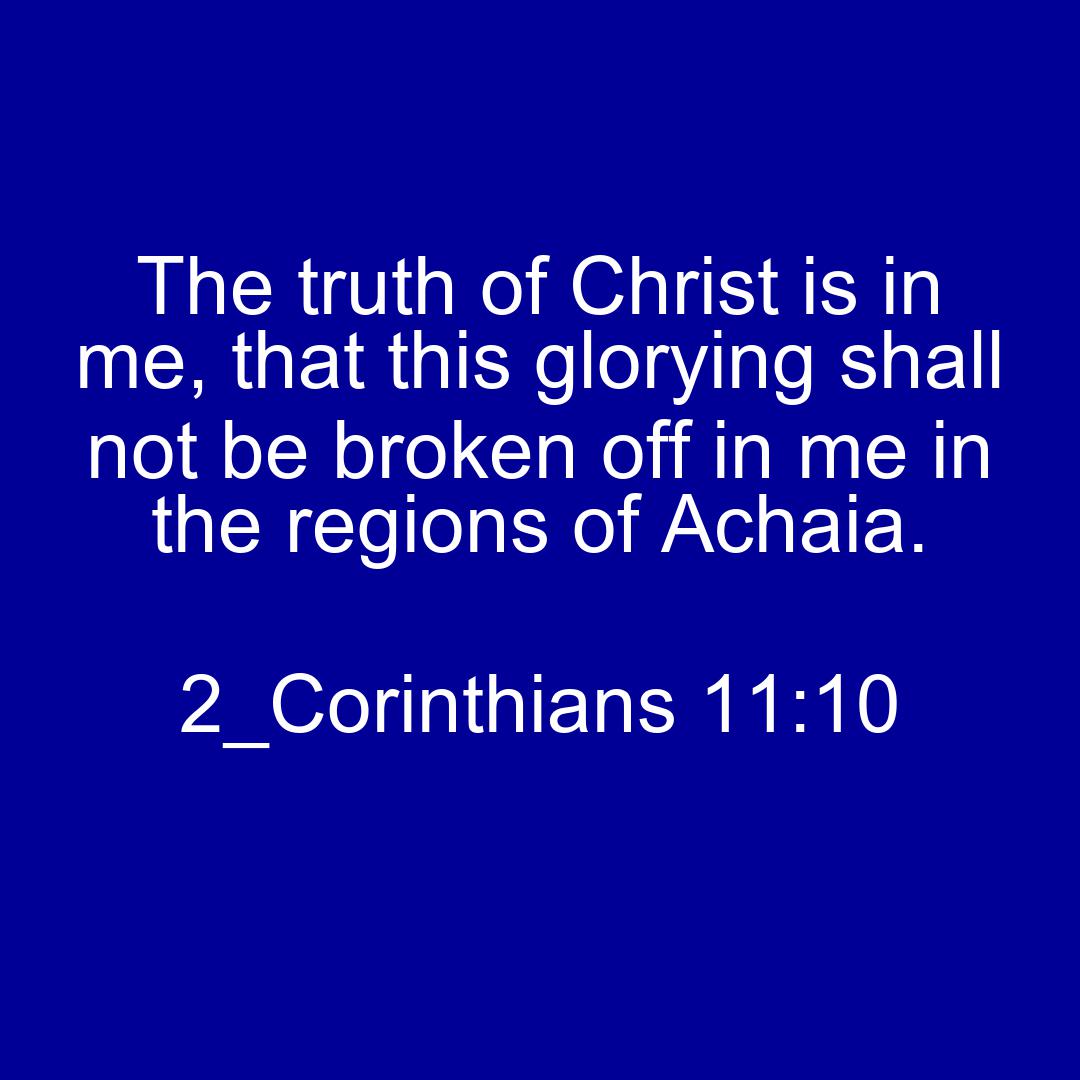 The truth of Christ is in
me, that this glorying shall
not be broken off in me in
the regions of Achaia.
2_Corinthians 11:10